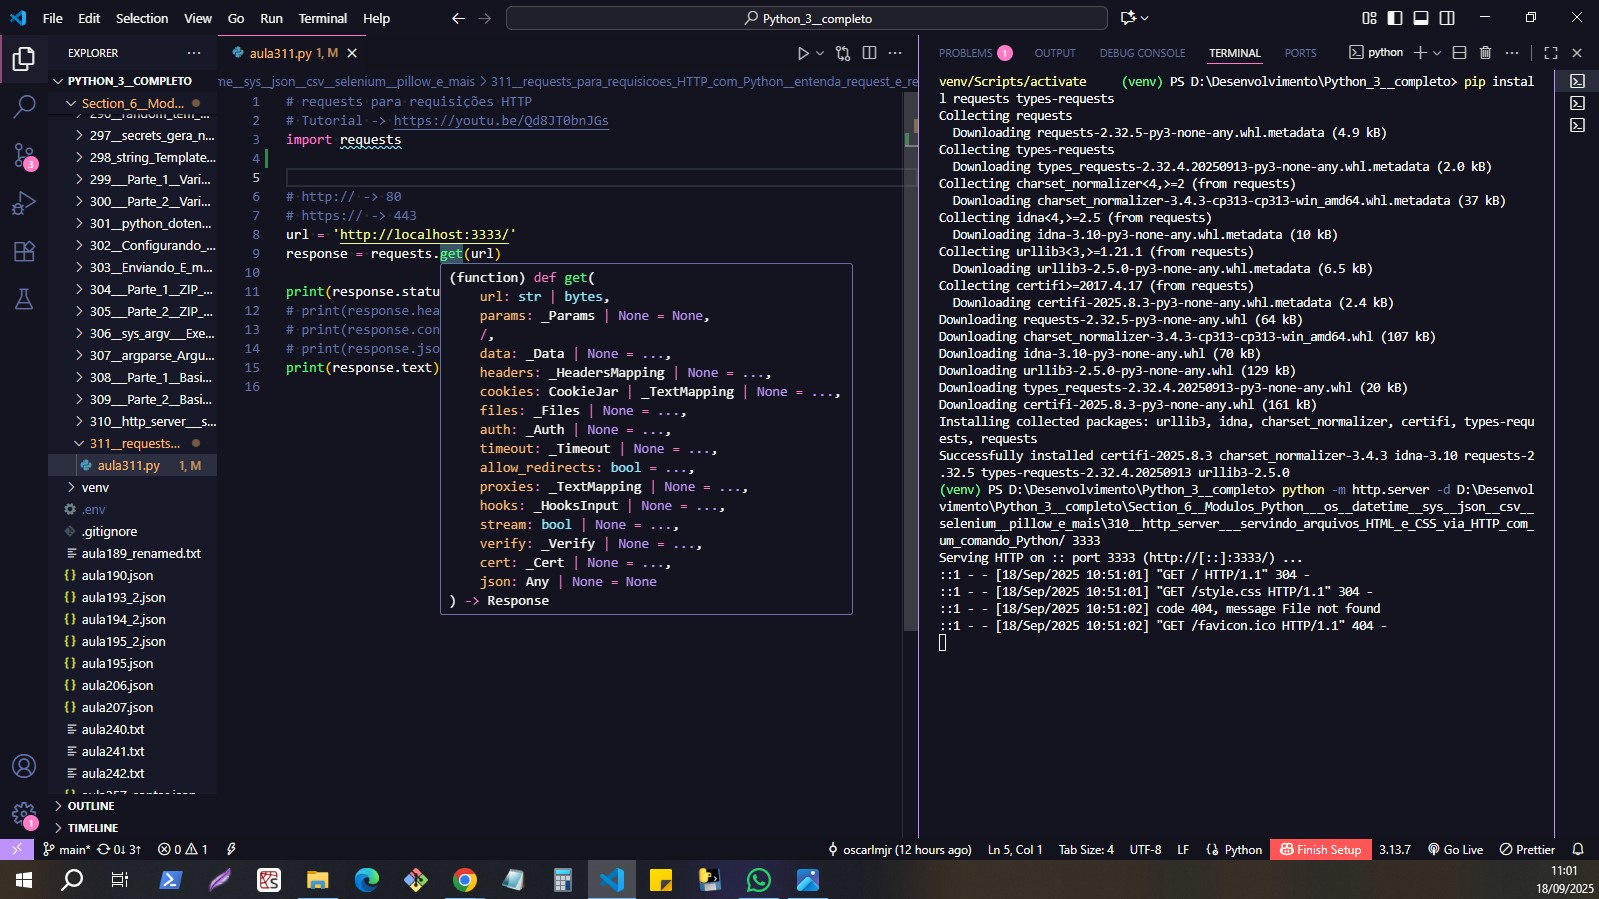 File Edit Selection View Go Run Terminal Help
Python_3__completo
EXPLORER
PYTHON_3__COMPLETO
Section_6__Mod...
297__secrets_gera_n...
298_string_Template...
299___Parte_1__Vari...
300___Parte_2__Vari...
301__python_doten...
302__Configurando_...
303__Enviando_E_m...
304___Parte_1__ZIP_...
305___Parte_2__ZIP_...
306__sys_argv___Exe...
307__argparse_Argu...
308___Parte_1__Basi...
309___Parte_2__Basi...
310__http_server___s...
311__requests...
aula311.py 1, M
venv
.env
.gitignore
aula189_renamed.txt
aula190.json
aula193_2.json
aula194_2.json
aula195_2.json
aula195.json
aula206.json
aula207.json
aula240.txt
aula241.txt
aula242.txt
OUTLINE
TIMELINE
3
1
aula311.py 1, M
me__sys__json__csv__selenium__pillow_e_mais > 311__requests_para_requisicoes_HTTP_com_Python__entenda_request_e_re
1 # requests para requisições HTTP
2 # Tutorial -> https://youtu.be/Qd8JT0bnJGs
3 import requests
4
5
6 # http:// -> 80
7 # https:// -> 443
8 url = 'http://localhost:3333/'
9 response = requests.get(url)
10
11 print(response.statu
12 # print(response.hea
13 # print(response.con
14 # print(response.jso
15 print(response.text)
16
(function) def get(
url: str | bytes,
params: _Params | None = None,
/,
data: _Data | None = ...,
headers: _HeadersMapping | None = ...,
cookies: CookieJar | _TextMapping | None = ...,
files: _Files | None = ...,
auth: _Auth | None = ...,
timeout: _Timeout | None = ...,
allow_redirects: bool = ...,
proxies: _TextMapping | None = ...,
hooks: _HooksInput | None = ...,
stream: bool | None = ...,
verify: _Verify | None = ...,
cert: _Cert | None = ...,
json: Any | None = None
) -> Response
PROBLEMS 1 OUTPUT DEBUG CONSOLE TERMINAL PORTS python
venv/Scripts/activate (venv) PS D:\Desenvolvimento\Python_3__completo> pip instal
l requests types-requests
Collecting requests
Downloading requests-2.32.5-py3-none-any.whl.metadata (4.9 kB)
Collecting types-requests
Downloading types_requests-2.32.4.20250913-py3-none-any.whl.metadata (2.0 kB)
Collecting charset_normalizer<4,>=2 (from requests)
Downloading charset_normalizer-3.4.3-cp313-cp313-win_amd64.whl.metadata (37 kB)
Collecting idna<4,>=2.5 (from requests)
Downloading idna-3.10-py3-none-any.whl.metadata (10 kB)
Collecting urllib3<3,>=1.21.1 (from requests)
Downloading urllib3-2.5.0-py3-none-any.whl.metadata (6.5 kB)
Collecting certifi>=2017.4.17 (from requests)
Downloading certifi-2025.8.3-py3-none-any.whl.metadata (2.4 kB)
Downloading requests-2.32.5-py3-none-any.whl (64 kB)
Downloading charset_normalizer-3.4.3-cp313-cp313-win_amd64.whl (107 kB)
Downloading idna-3.10-py3-none-any.whl (70 kB)
Downloading urllib3-2.5.0-py3-none-any.whl (129 kB)
Downloading types_requests-2.32.4.20250913-py3-none-any.whl (20 kB)
Downloading certifi-2025.8.3-py3-none-any.whl (161 kB)
Installing collected packages: urllib3, idna, charset_normalizer, certifi, types-requ
ests, requests
Successfully installed certifi-2025.8.3 charset_normalizer-3.4.3 idna-3.10 requests-2
.32.5 types-requests-2.32.4.20250913 urllib3-2.5.0
(venv) PS D:\Desenvolvimento\Python_3__completo> python -m http.server -d D:\Desenvol
vimento\Python_3__completo\Section_6__Modulos_Python___os__datetime__sys__json__csv__
selenium__pillow_e_mais\310__http_server___servindo_arquivos_HTML_e_CSS_via_HTTP_com_
um_comando_Python/ 3333
Serving HTTP on :: port 3333 (http://[::]:3333/) ...
::1 - - [18/Sep/2025 10:51:01] "GET / HTTP/1.1" 304 -
::1 - - [18/Sep/2025 10:51:01] "GET /style.css HTTP/1.1" 304 -
::1 - - [18/Sep/2025 10:51:02] code 404, message File not found
::1 - - [18/Sep/2025 10:51:02] "GET /favicon.ico HTTP/1.1" 404 -
main* 0↓ 3↑ 0 1 oscarlmjr (12 hours ago) Ln 5, Col 1 Tab Size: 4 UTF-8 LF Python Finish Setup 3.13.7 Go Live Prettier
11:01
18/09/2025